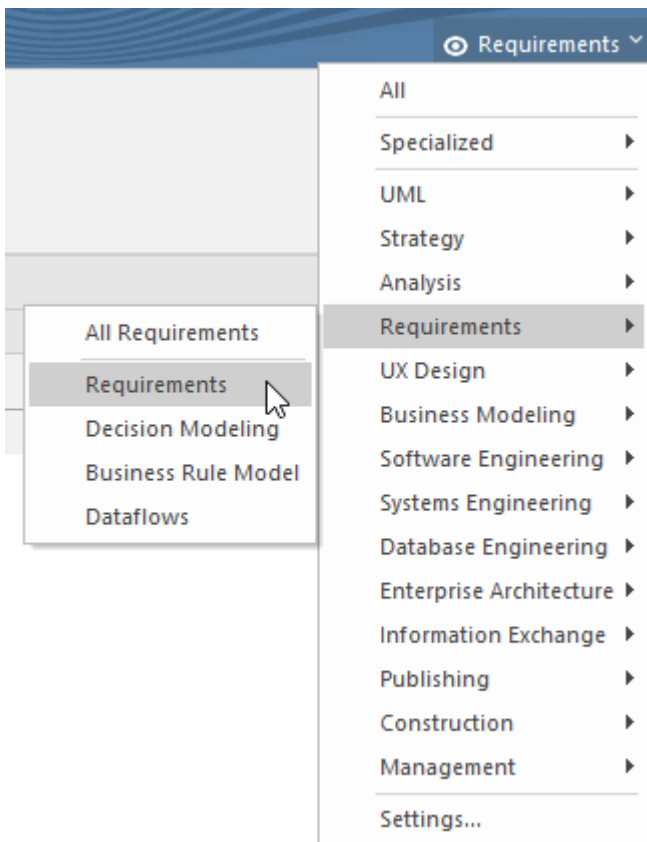 Requirements
All
Specialized
UML
Strategy
Analysis
Requirements
UX Design
Business Modeling
Software Engineering
Systems Engineering
Database Engineering
Enterprise Architecture
Information Exchange
Publishing
Construction
Management
Settings...
All Requirements
Requirements
Decision Modeling
Business Rule Model
Dataflows